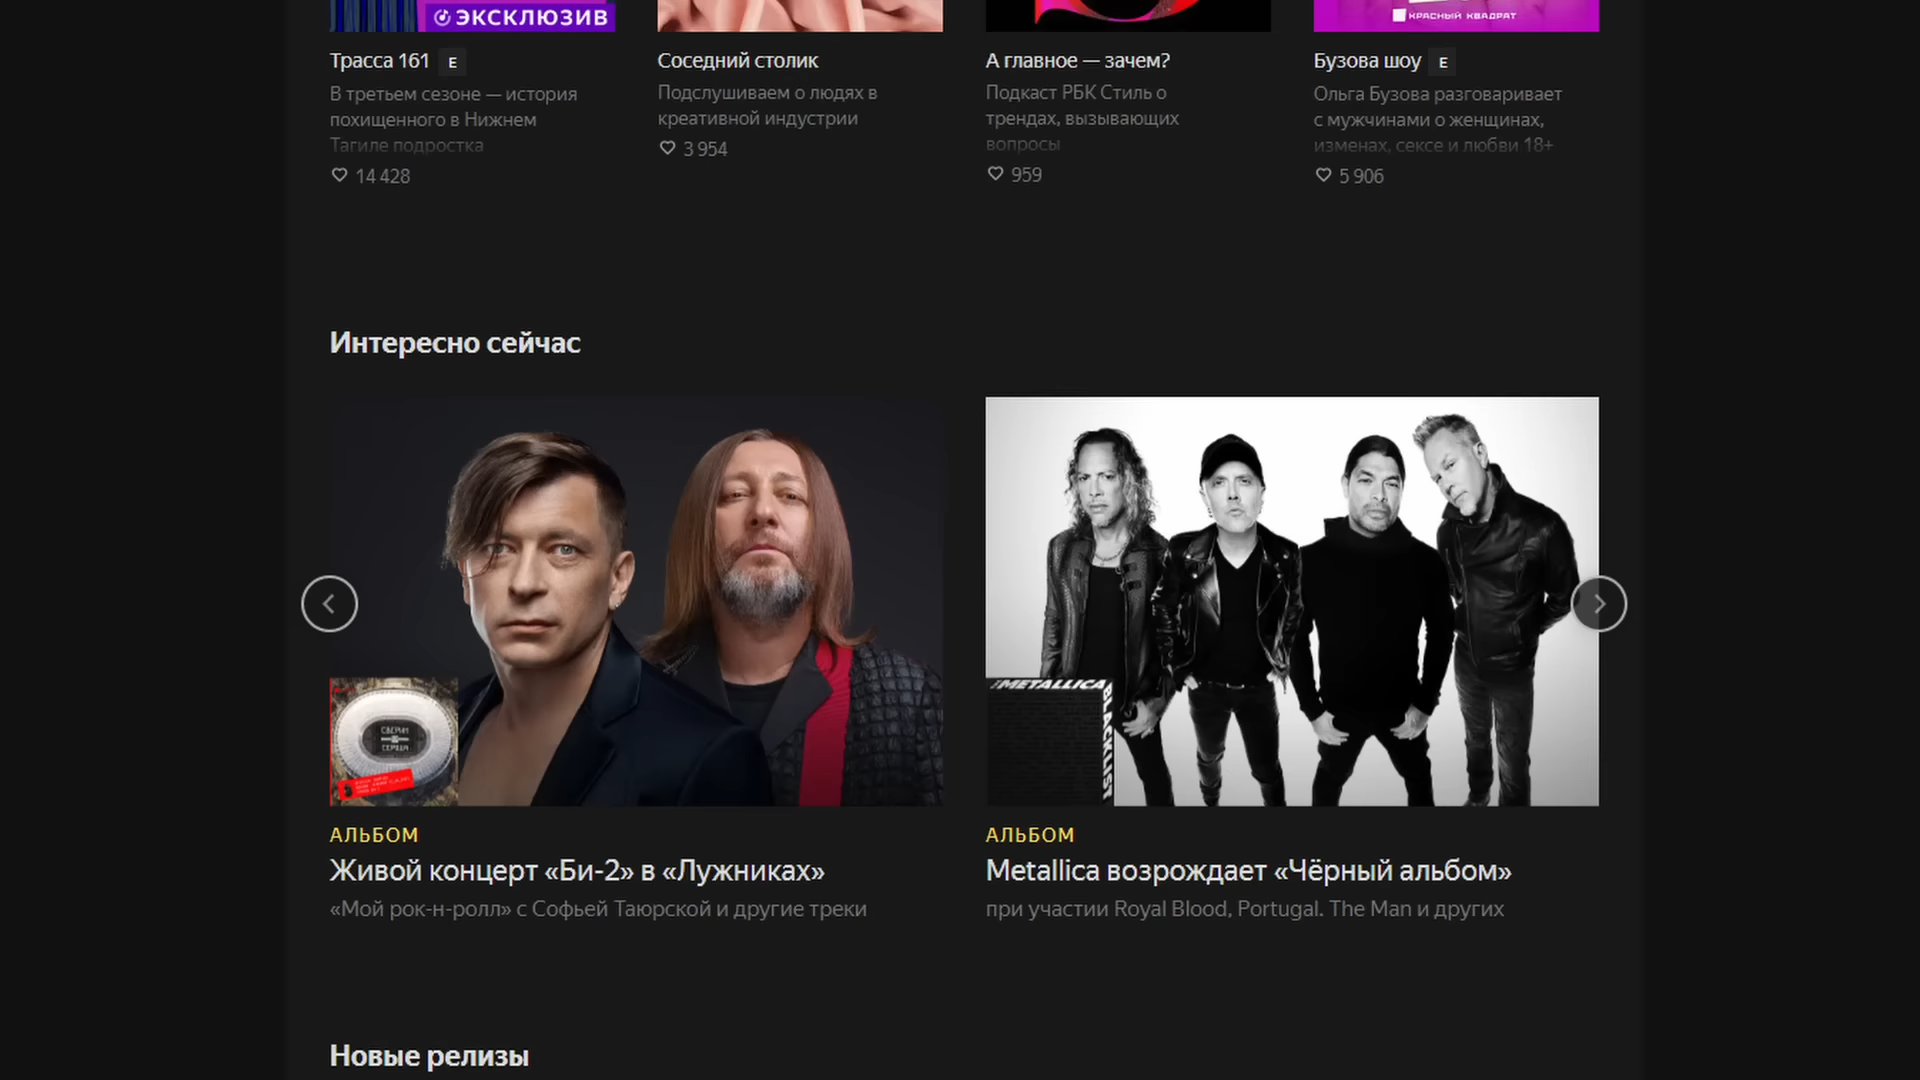 ЭКСКЛЮЗИВ
КРАСНЫЙ КВАДРАТ
Трасса 161 E
В третьем сезоне — история
похищенного в Нижнем
Тагиле подростка
14 428
Соседний столик
Подслушиваем о людях в
креативной индустрии
3 954
А главное — зачем?
Подкаст РБК Стиль о
трендах, вызывающих
вопросы
959
Бузова шоу E
Ольга Бузова разговаривает
с мужчинами о женщинах,
изменах, сексе и любви 18+
5 906
Интересно сейчас
СВЕРИМ
СЕРДЦА
АЛЬБОМ
Живой концерт «Би-2» в «Лужниках»
«Мой рок-н-ролл» с Софьей Таюрской и другие треки
METALLICA
BLACKLIST
АЛЬБОМ
Metallica возрождает «Чёрный альбом»
при участии Royal Blood, Portugal. The Man и других
Новые релизы